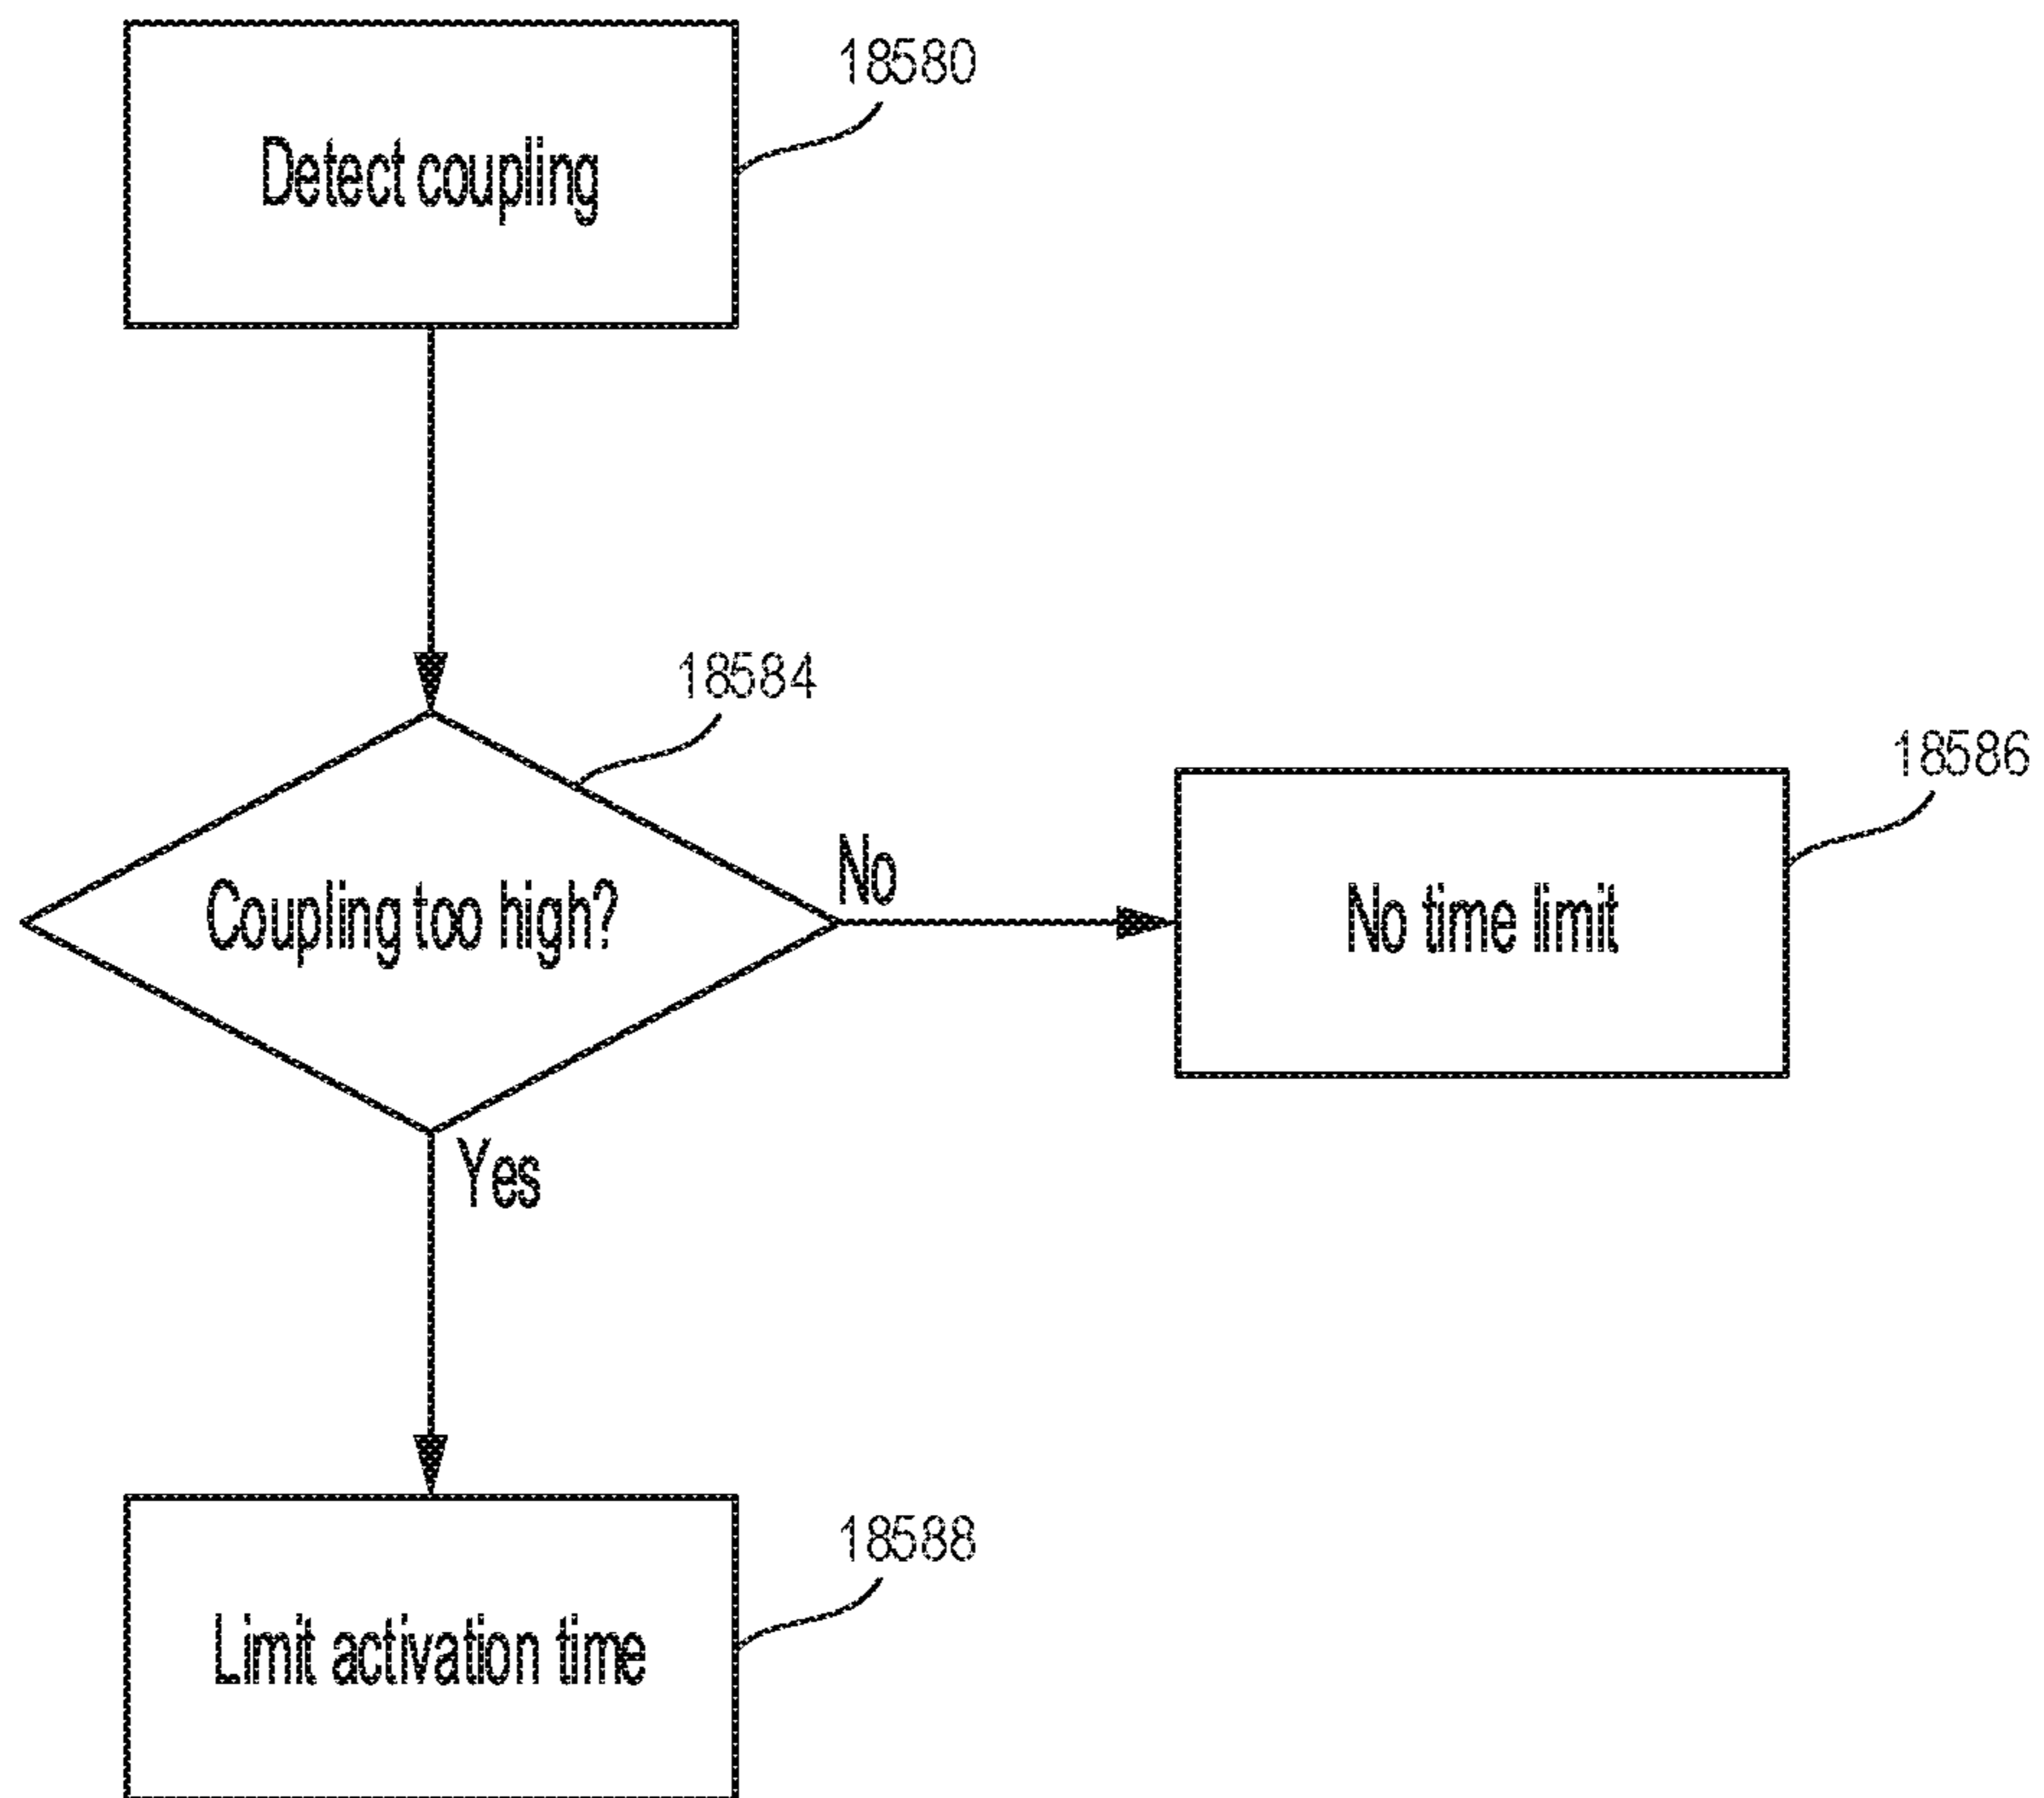 18580
Detect coupling
18584
Coupling too high?
No
18586
No time limit
Yes
18588
Limit activation time